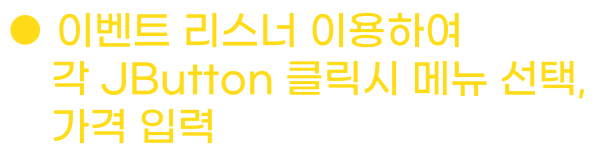 ● 이벤트 리스너 이용하여
각 JButton 클릭시 메뉴 선택,
가격 입력